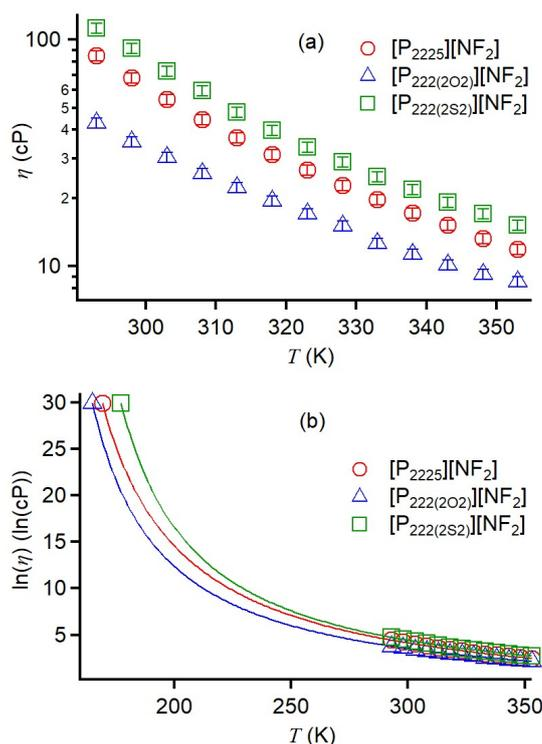 (a)
[P2225][NF2]
[P222(2O2)][NF2]
[P222(2S2)][NF2]
η (cP)
100
6
5
4
3
2
10
300
310
320
330
340
350
T (K)
(b)
[P2225][NF2]
[P222(2O2)][NF2]
[P222(2S2)][NF2]
ln(η) (ln(cP))
30
25
20
15
10
5
200
250
300
350
T (K)